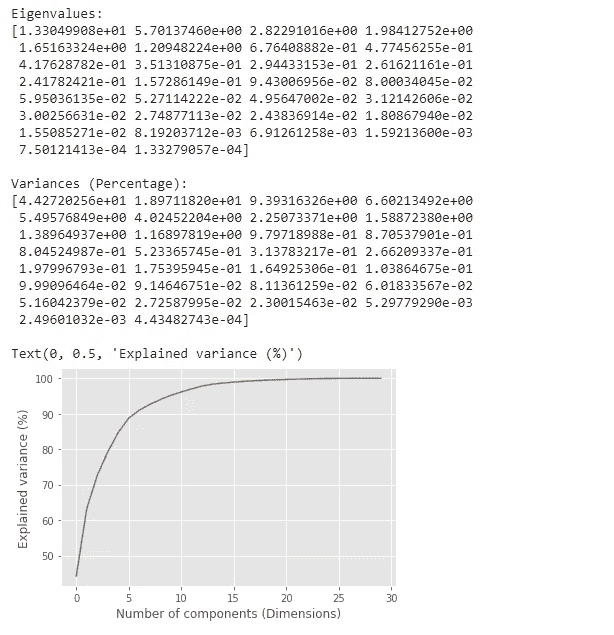 Eigenvalues:
[1.33049908e+01 5.70137460e+00 2.82291016e+00 1.98412752e+00
1.65163324e+00 1.20948224e+00 6.76408882e-01 4.77456255e-01
4.17628782e-01 3.51310875e-01 2.94433153e-01 2.61621161e-01
2.41782421e-01 1.57286149e-01 9.43006956e-02 8.00034045e-02
5.95036135e-02 5.27114222e-02 4.95647002e-02 3.12142606e-02
3.00256631e-02 2.74877113e-02 2.43836914e-02 1.80867940e-02
1.55085271e-02 8.19203712e-03 6.91261258e-03 1.59213600e-03
7.50121413e-04 1.33279057e-04]
Variances (Percentage):
[4.42720256e+01 1.89711820e+01 9.39316326e+00 6.60213492e+00
5.49576849e+00 4.02452204e+00 2.25073371e+00 1.58872380e+00
1.38964937e+00 1.16897819e+00 9.79718988e-01 8.70537901e-01
8.04524987e-01 5.23365745e-01 3.13783217e-01 2.66209337e-01
1.97996793e-01 1.75395945e-01 1.64925306e-01 1.03864675e-01
9.99096464e-02 9.14646751e-02 8.11361259e-02 6.01833567e-02
5.16042379e-02 2.72587995e-02 2.30015463e-02 5.29779290e-03
2.49601032e-03 4.43482743e-04]
Text(0, 0.5, 'Explained variance (%)')
100
90
80
70
60
50
Explained variance (%)
0 5 10 15 20 25 30
Number of components (Dimensions)